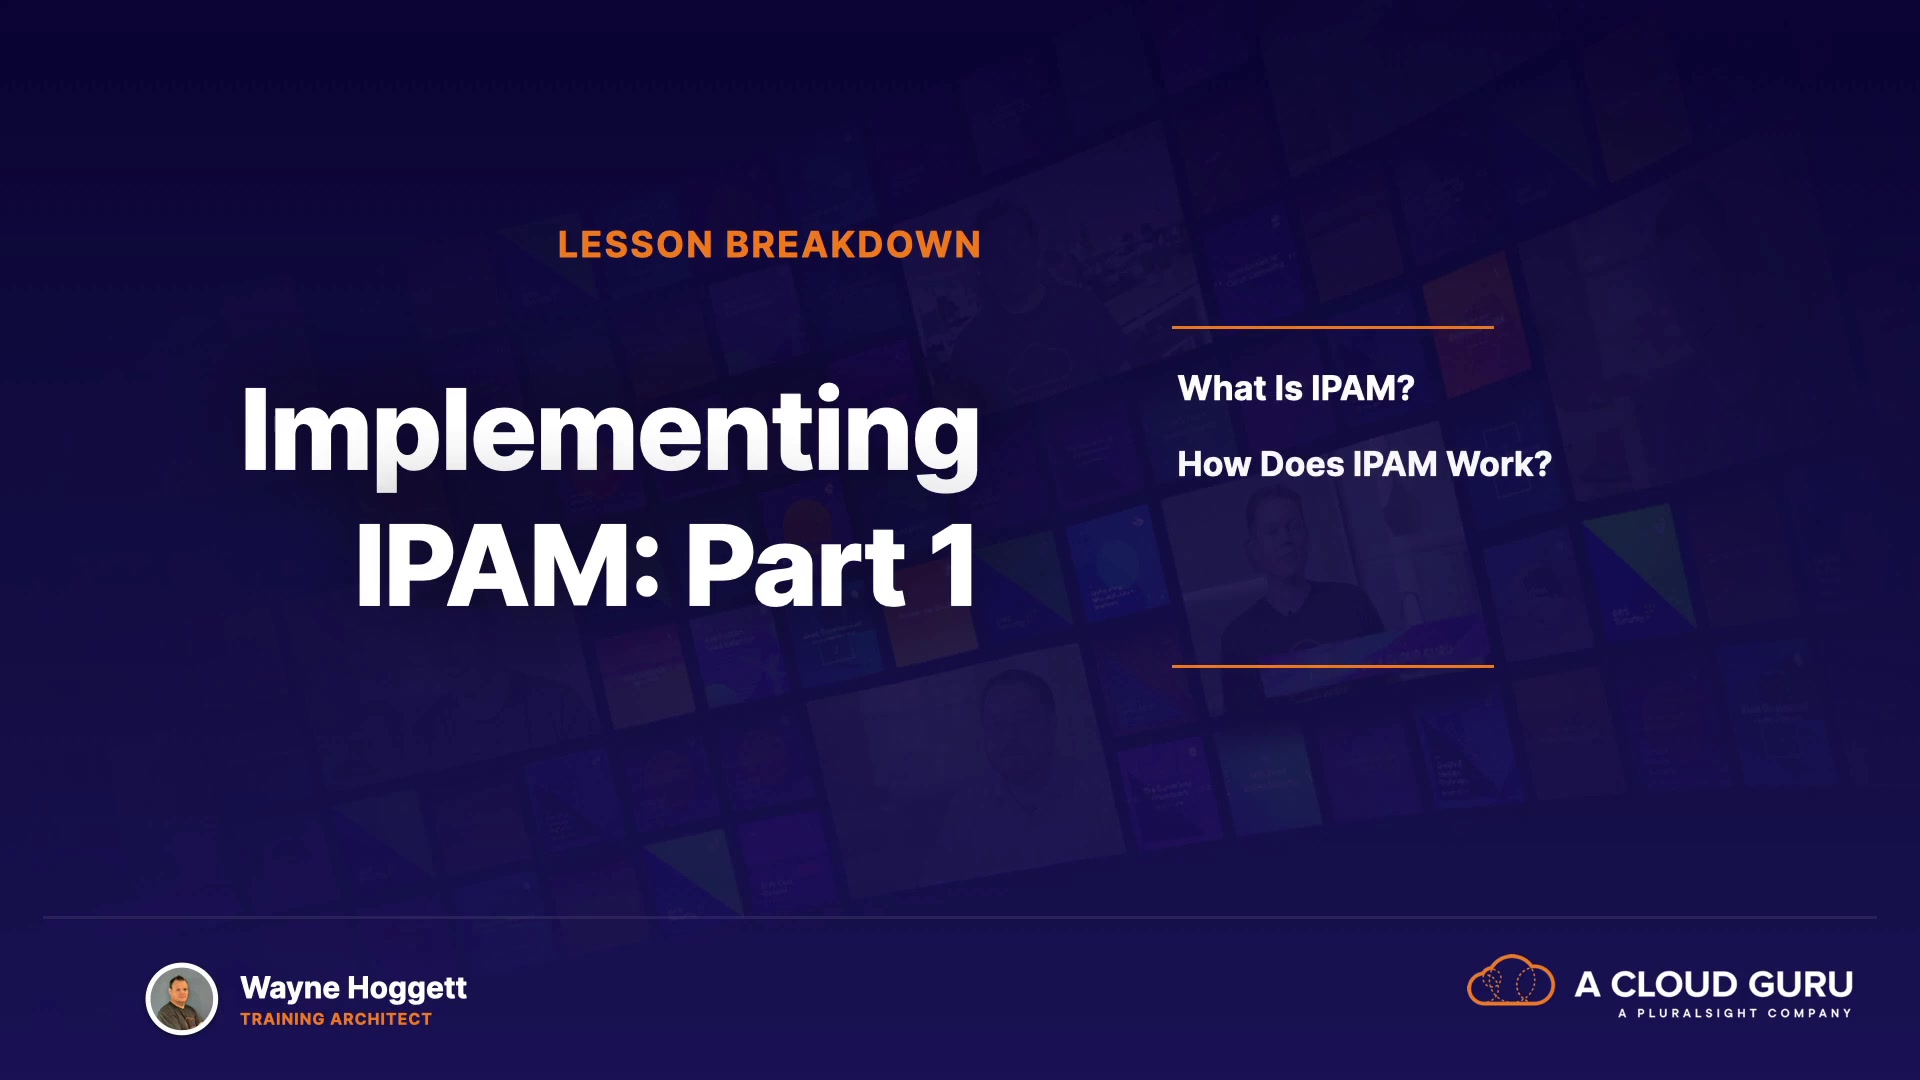 LESSON BREAKDOWN
Implementing
IPAM: Part 1
What Is IPAM?
How Does IPAM Work?
Wayne Hoggett
TRAINING ARCHITECT
A CLOUD GURU
A PLURALSIGHT COMPANY